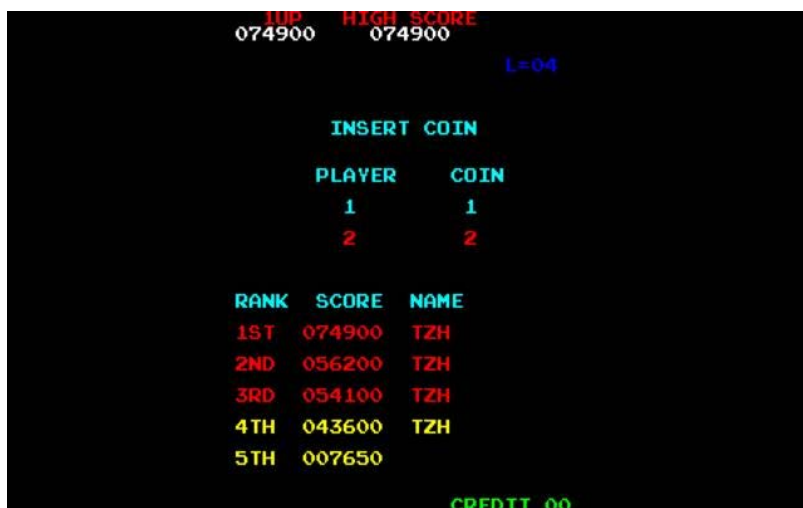 1UP HIGH SCORE
074900 074900
L=04
INSERT COIN
PLAYER COIN
1 1
2 2
RANK SCORE NAME
1ST 074900 TZH
2ND 056200 TZH
3RD 054100 TZH
4TH 043600 TZH
5TH 007650
CREDIT 00